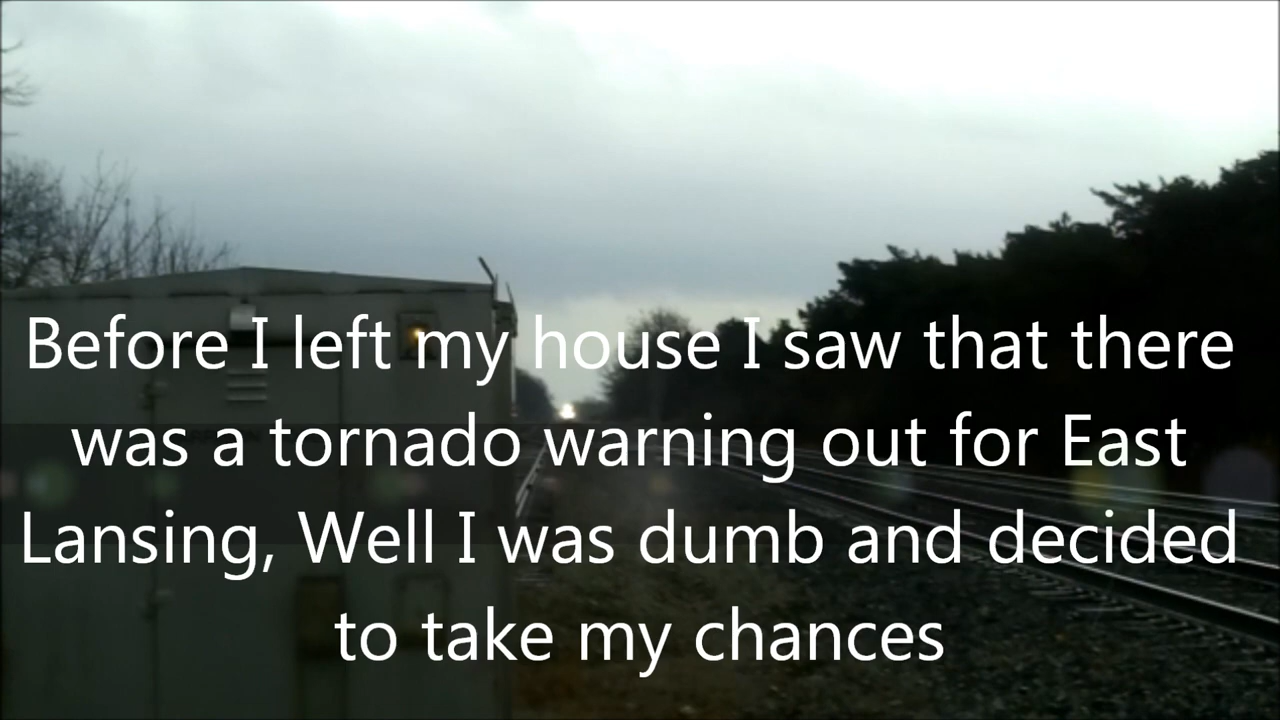 Before I left my house I saw that there
was a tornado warning out for East
Lansing, Well I was dumb and decided
to take my chances